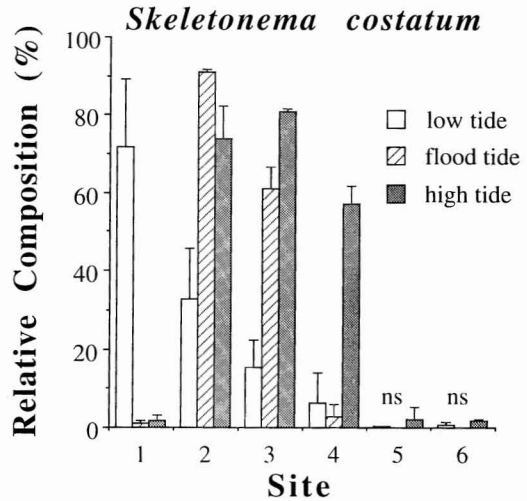 Skeletonema costatum
Relative Composition (%)
100
80
60
40
20
0
low tide
flood tide
high tide
ns ns
1 2 3 4 5 6
Site